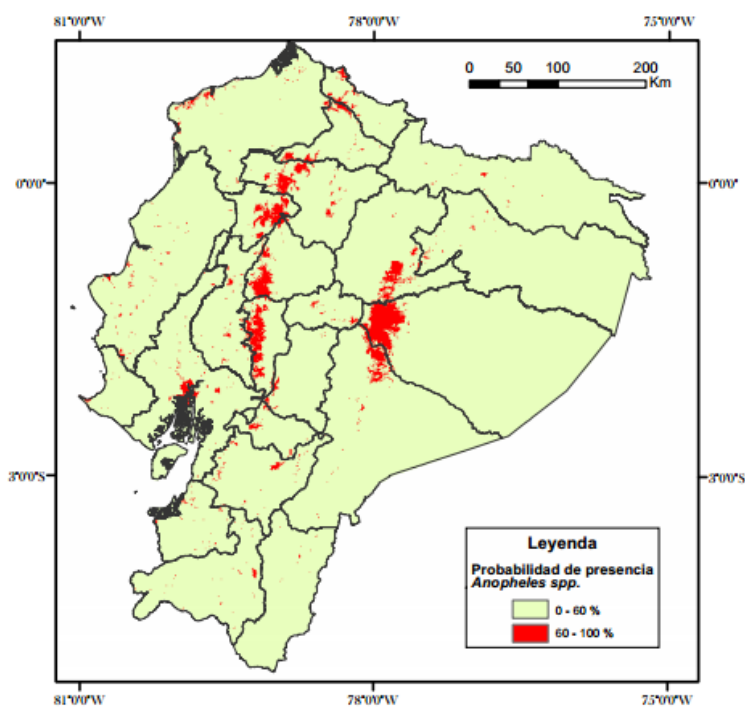 81°0'0"W 78°0'0"W 75°0'0"W
0 50 100 200
Km
0°0'0" 0°0'0"
3°0'0"S 3°0'0"S
Leyenda
Probabilidad de presencia
Anopheles spp.
0 - 60 %
60 - 100 %
81°0'0"W 78°0'0"W 75°0'0"W